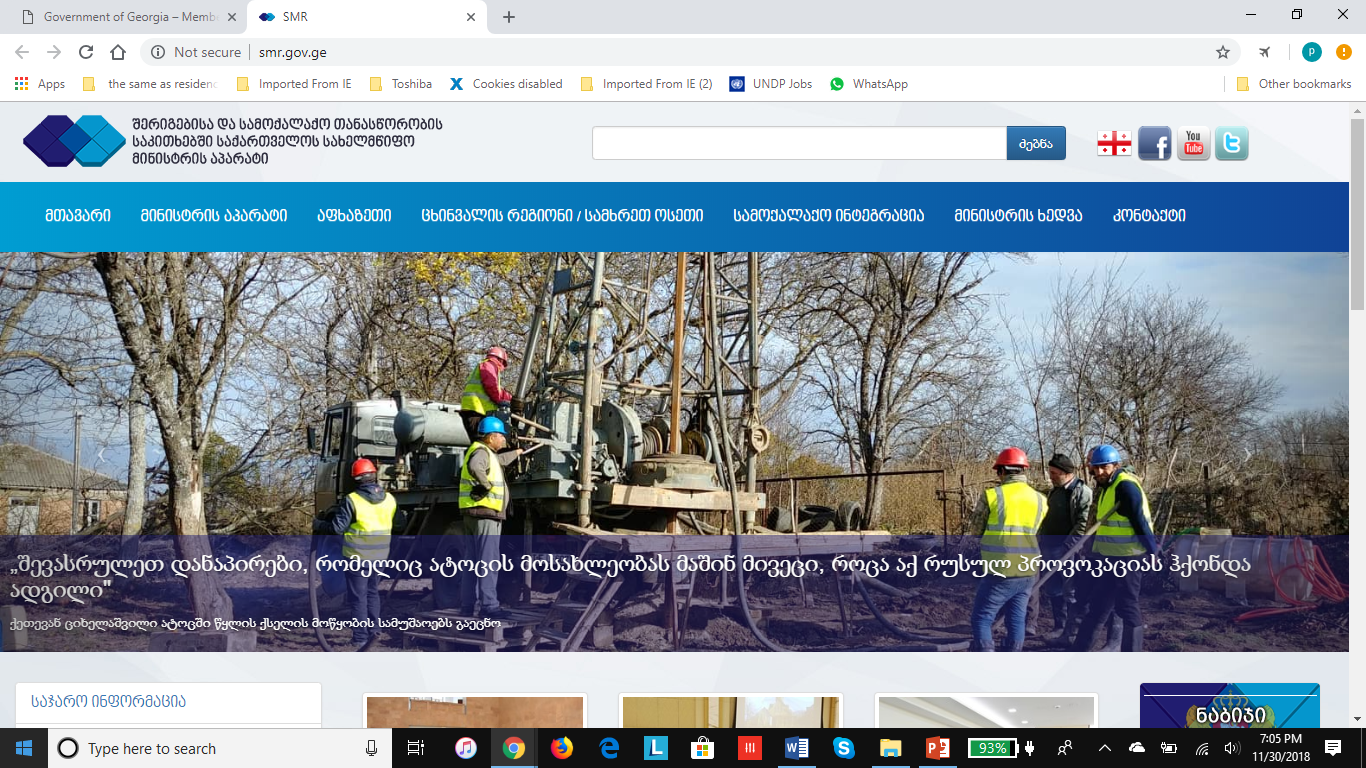 Government of Georgia – Memb
SMR
Not secure
smr.gov.ge
p
Apps
the same as residenc
Imported From IE
Toshiba
X
Cookies disabled
Imported From IE (2)
UNDP Jobs
WhatsApp
Other bookmarks
შერიგებისა და სამოქალაქო თანასწორობის
საკითხებში საქართველოს სახელმწიფო
მინისტრის აპარატი
ძებნა
f
You
Tube
t
მთავარი
მინისტრის აპარატი
აფხაზეთი
ცხინვალის რეგიონი / სამხრეთ ოსეთი
სამოქალაქო ინტეგრაცია
მინისტრის ხედვა
კონტაქტი
„შევასრულეთ დანაპირები, რომელიც ატოცის მოსახლეობას მაშინ მივეცი, როცა აქ რუსულ პროვოკაციას ჰქონდა
ადგილი"
ქეთევან ციხელაშვილი ატოცში წყლის ქსელის მოწყობის სამუშაოებს გაეცნო
საჯარო ინფორმაცია
ნაბიჯი
Type here to search
93%
7:05 PM
11/30/2018